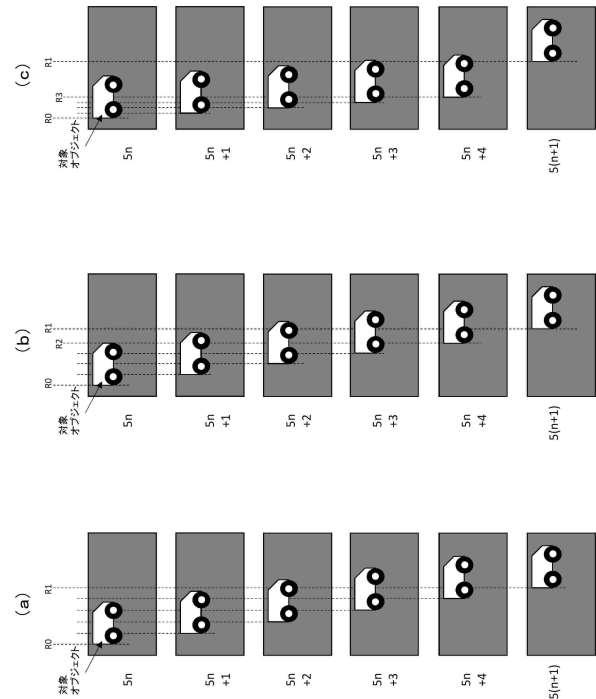 (a)
R0
R1
対象
オブジェクト
5n
5n
+1
5n
+2
5n
+3
5n
+4
5(n+1)
(b)
R0
R2
R1
対象
オブジェクト
5n
5n
+1
5n
+2
5n
+3
5n
+4
5(n+1)
(c)
R0
R3
R1
対象
オブジェクト
5n
5n
+1
5n
+2
5n
+3
5n
+4
5(n+1)